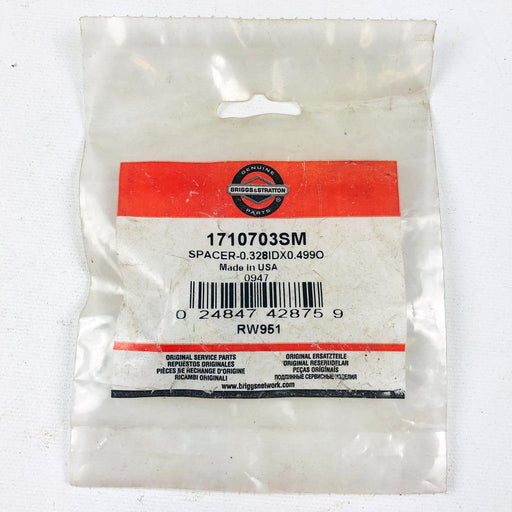 GENUINE
BRIGGS & STRATTON
PARTS
®
1710703SM
SPACER-0.328IDX0.499O
Made in USA
0947
0 24847 42875 9
RW951
ORIGINAL SERVICE PARTS
REPUESTOS ORIGINALES
PIÈCES DE RECHANGE D'ORIGINE
RICAMBI ORIGINALI
ORIGINAL ERSATZTEILE
ORIGINAL RESERVDELAR
PEÇAS ORIGINAIS
ПОДЛИННЫЕ СЕРВИСНЫЕ ИЗДЕЛИЯ
www.briggsnetwork.com